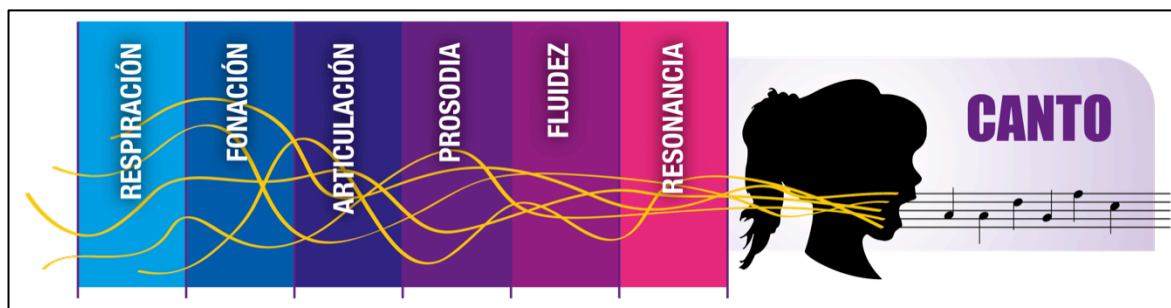 RESPIRACIÓN
FONACIÓN
ARTICULACIÓN
PROSODIA
FLUIDEZ
RESONANCIA
CANTO